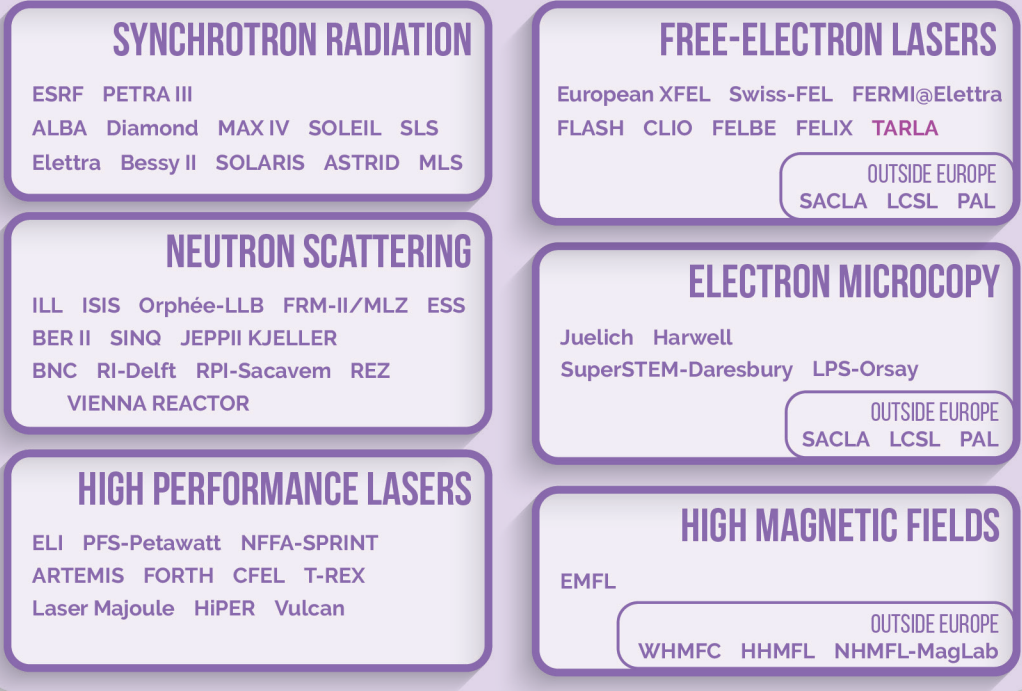 SYNCHROTRON RADIATION
ESRF PETRA III
ALBA Diamond MAX IV SOLEIL SLS
Elettra Bessy II SOLARIS ASTRID MLS
NEUTRON SCATTERING
ILL ISIS Orphée-LLB FRM-II/MLZ ESS
BER II SINQ JEPPII KJELLER
BNC RI-Delft RPI-Sacavem REZ
VIENNA REACTOR
HIGH PERFORMANCE LASERS
ELI PFS-Petawatt NFFA-SPRINT
ARTEMIS FORTH CFEL T-REX
Laser Majoule HiPER Vulcan
FREE-ELECTRON LASERS
European XFEL Swiss-FEL FERMI@Elettra
FLASH CLIO FELBE FELIX TARLA
OUTSIDE EUROPE
SACLA LCSL PAL
ELECTRON MICROCOPY
Juelich Harwell
SuperSTEM-Daresbury LPS-Orsay
OUTSIDE EUROPE
SACLA LCSL PAL
HIGH MAGNETIC FIELDS
EMFL
OUTSIDE EUROPE
WHMFC HHMFL NHMFL-MagLab